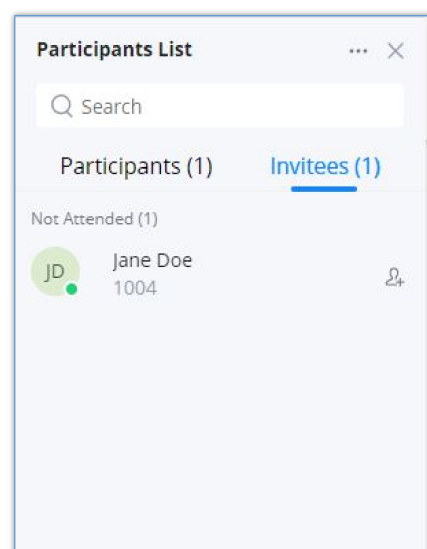 Participants List
Search
Participants (1) Invitees (1)
Not Attended (1)
JD
Jane Doe
1004